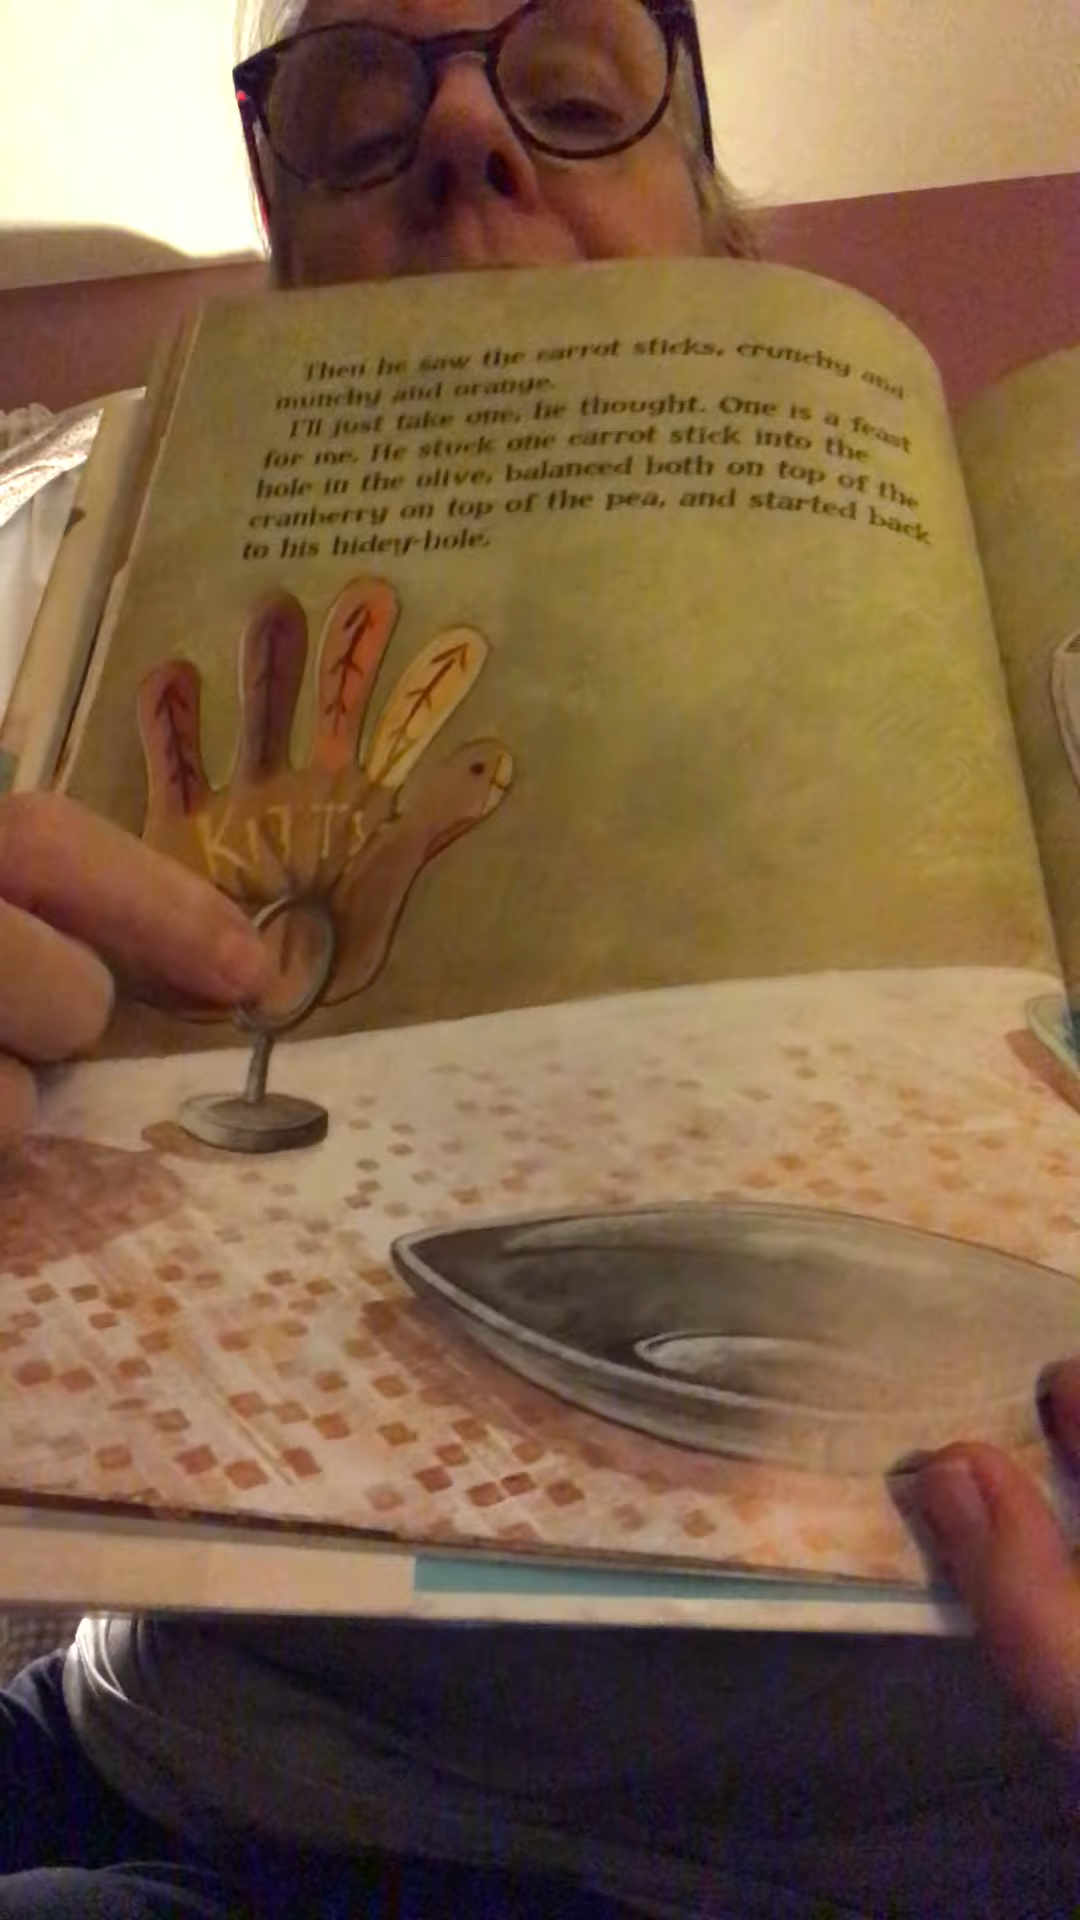 Then he saw the carrot sticks, crunchy and
munchy and orange.
I'll just take one, he thought. One is a feast
for me. He stuck one carrot stick into the
hole in the olive, balanced both on top of the
cranberry on top of the pea, and started back
to his hidey-hole.
KITTY